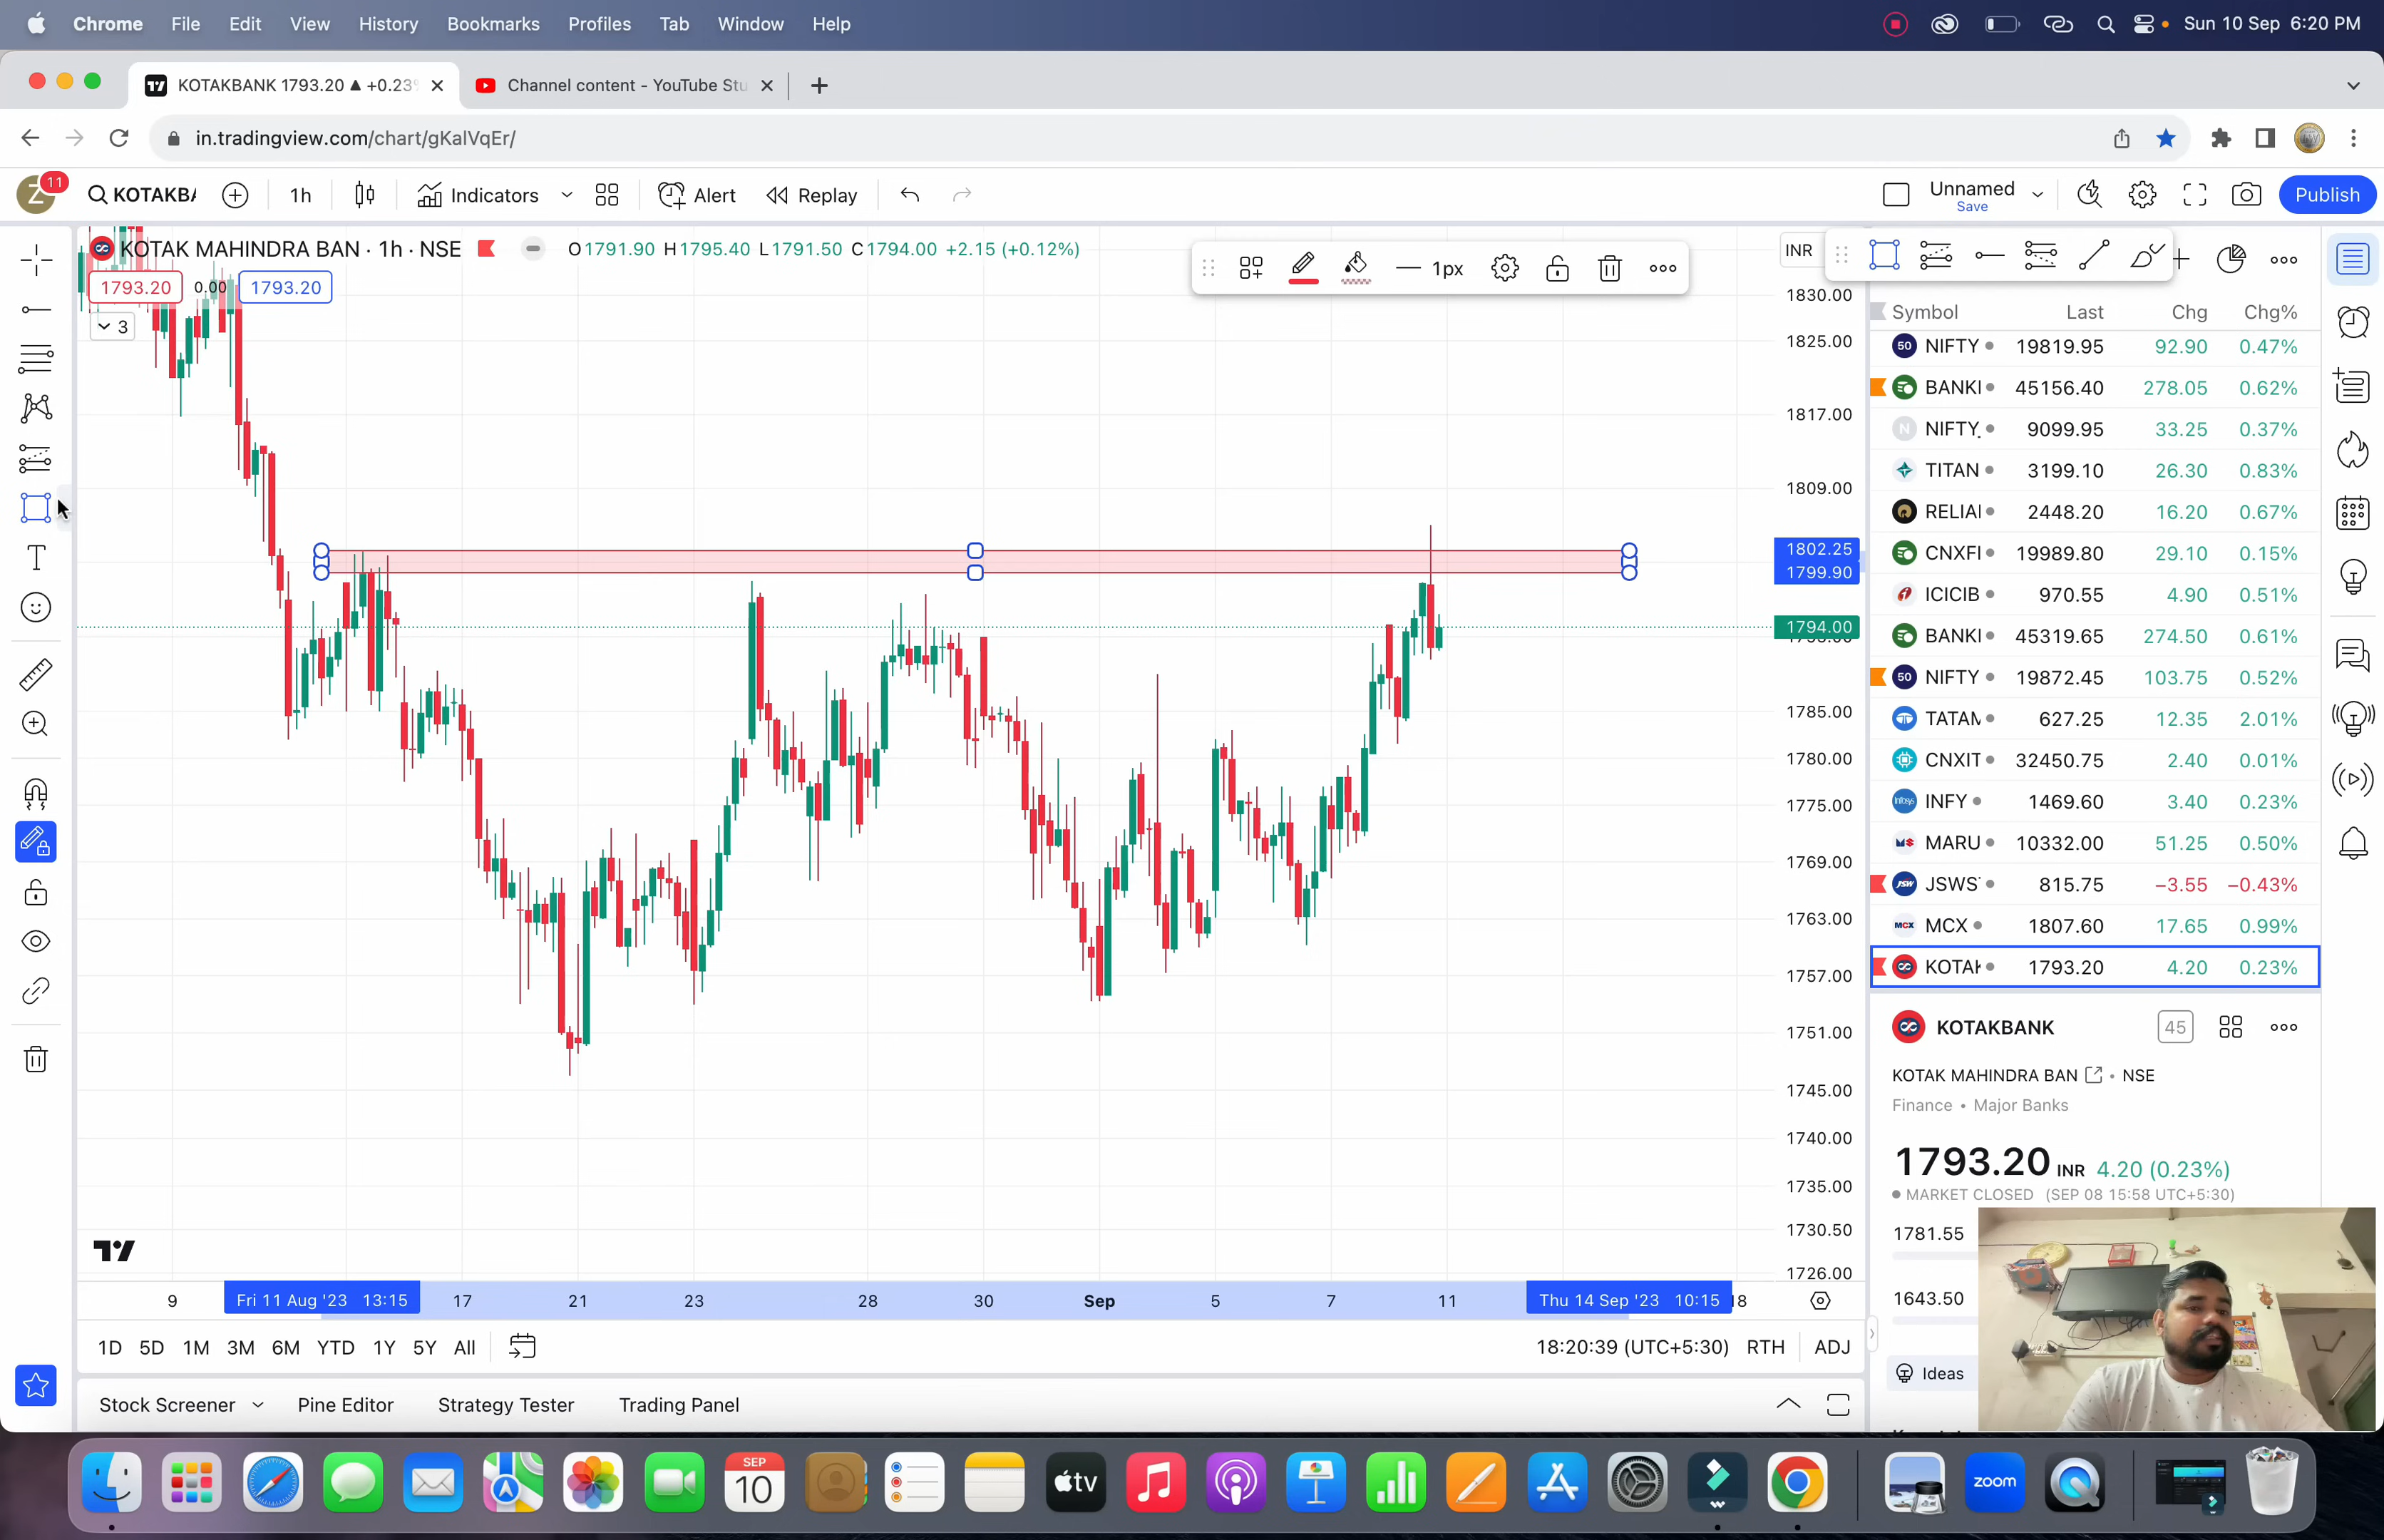 Chrome File Edit View History Bookmarks Profiles Tab Window Help Sun 10 Sep 6:20 PM
KOTAKBANK 1793.20 ▲ +0.23 Channel content - YouTube Stu
in.tradingview.com/chart/gKalVqEr/
Z 11 KOTAKBA 1h Indicators Alert Replay Unnamed Save Publish
KOTAK MAHINDRA BAN · 1h · NSE O1791.90 H1795.40 L1791.50 C1794.00 +2.15 (+0.12%)
1793.20 0.00 1793.20
3
1px
INR
1830.00
1825.00
1817.00
1809.00
1802.25
1799.90
1794.00
1785.00
1780.00
1775.00
1769.00
1763.00
1757.00
1751.00
1745.00
1740.00
1735.00
1730.50
1726.00
Symbol Last Chg Chg%
50 NIFTY 19819.95 92.90 0.47%
BANKI 45156.40 278.05 0.62%
N NIFTY_ 9099.95 33.25 0.37%
TITAN 3199.10 26.30 0.83%
RELIAI 2448.20 16.20 0.67%
CNXFI 19989.80 29.10 0.15%
ICICIB 970.55 4.90 0.51%
BANKI 45319.65 274.50 0.61%
50 NIFTY 19872.45 103.75 0.52%
TATAM 627.25 12.35 2.01%
CNXIT 32450.75 2.40 0.01%
Infosys INFY 1469.60 3.40 0.23%
MARU 10332.00 51.25 0.50%
JSW JSWS 815.75 −3.55 −0.43%
MCX MCX 1807.60 17.65 0.99%
KOTAK 1793.20 4.20 0.23%
KOTAKBANK 45
KOTAK MAHINDRA BAN • NSE
Finance • Major Banks
1793.20 INR 4.20 (0.23%)
MARKET CLOSED (SEP 08 15:58 UTC+5:30)
1781.55
1643.50
Ideas
9 Fri 11 Aug '23 13:15 17 21 23 28 30 Sep 5 7 11 Thu 14 Sep '23 10:15 18
1D 5D 1M 3M 6M YTD 1Y 5Y All 18:20:39 (UTC+5:30) RTH ADJ
Stock Screener Pine Editor Strategy Tester Trading Panel
SEP
10
tv
zoom